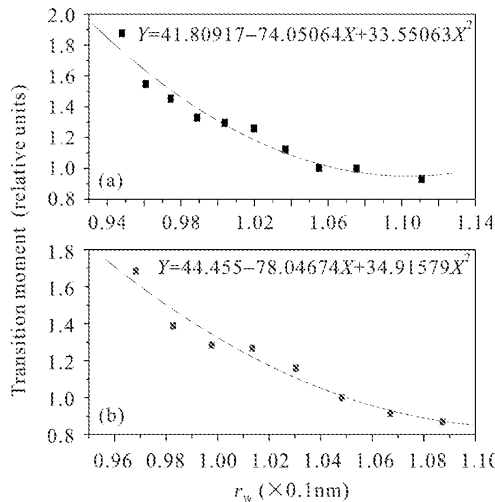 Transition moment (relative units)
2.0
1.8
1.6
1.4
1.2
1.0
0.8
Y=41.80917−74.05064X+33.55063X²
(a)
0.94 0.98 1.02 1.06 1.10 1.14
1.8
1.6
1.4
1.2
1.0
0.8
Y=44.455−78.04674X+34.91579X²
(b)
0.96 0.98 1.00 1.02 1.04 1.06 1.08 1.10
r_w (×0.1nm)